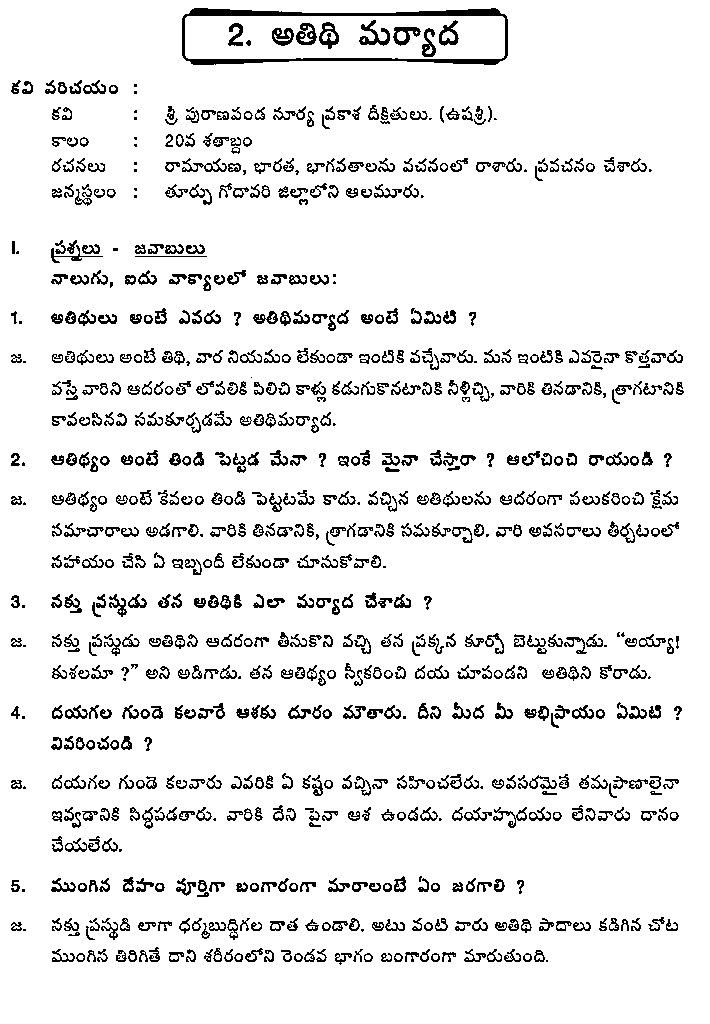 2. అతిథి మర్యాద
కవి పరిచయం :
కవి : శ్రీ పురాణపండ సూర్య ప్రకాశ దీక్షితులు. (ఉషశ్రీ).
కాలం : 20వ శతాబ్దం
రచనలు : రామాయణ, భారత, భాగవతాలను వచనంలో రాశారు. ప్రవచనం చేశారు.
జన్మస్థలం : తూర్పు గోదావరి జిల్లాలోని ఆలమూరు.
I. ప్రశ్నలు - జవాబులు
నాలుగు, ఐదు వాక్యాలలో జవాబులు:
1. అతిథులు అంటే ఎవరు ? అతిథిమర్యాద అంటే ఏమిటి ?
జ. అతిథులు అంటే తిథి, వార నియమం లేకుండా ఇంటికి వచ్చేవారు. మన ఇంటికి ఎవరైనా కొత్తవారు
వస్తే వారిని ఆదరంతో లోపలికి పిలిచి కాళ్లు కడుగుకొనటానికి నీళ్లిచ్చి, వారికి తినడానికి, త్రాగటానికి
కావలసినవి సమకూర్చడమే అతిథిమర్యాద.
2. ఆతిథ్యం అంటే తిండి పెట్టడ మేనా ? ఇంకే మైనా చేస్తారా ? ఆలోచించి రాయండి ?
జ. ఆతిథ్యం అంటే కేవలం తిండి పెట్టటమే కాదు. వచ్చిన అతిథులను ఆదరంగా పలుకరించి క్షేమ
సమాచారాలు అడగాలి. వారికి తినడానికి, త్రాగడానికి సమకూర్చాలి. వారి అవసరాలు తీర్చటంలో
సహాయం చేసి ఏ ఇబ్బందీ లేకుండా చూసుకోవాలి.
3. సక్తు ప్రస్థుడు తన అతిథికి ఎలా మర్యాద చేశాడు ?
జ. సక్తు ప్రస్థుడు అతిథిని ఆదరంగా తీసుకొని వచ్చి తన ప్రక్కన కూర్చో బెట్టుకున్నాడు. “అయ్యా!
కుశలమా ?” అని అడిగాడు. తన ఆతిథ్యం స్వీకరించి దయ చూపండని అతిథిని కోరాడు.
4. దయగల గుండె కలవారే ఆశకు దూరం మౌతారు. దీని మీద మీ అభిప్రాయం ఏమిటి ?
వివరించండి ?
జ. దయగల గుండె కలవారు ఎవరికి ఏ కష్టం వచ్చినా సహించలేరు. అవసరమైతే తమప్రాణాలైనా
ఇవ్వడానికి సిద్ధపడతారు. వారికి దేని పైనా ఆశ ఉండదు. దయాహృదయం లేనివారు దానం
చేయలేరు.
5. ముంగిస దేహం పూర్తిగా బంగారంగా మారాలంటే ఏం జరగాలి ?
జ. సక్తు ప్రస్థుడి లాగా ధర్మబుద్ధిగల దాత ఉండాలి. అటు వంటి వారు అతిథి పాదాలు కడిగిన చోట
ముంగిస తిరిగితే దాని శరీరంలోని రెండవ భాగం బంగారంగా మారుతుంది.